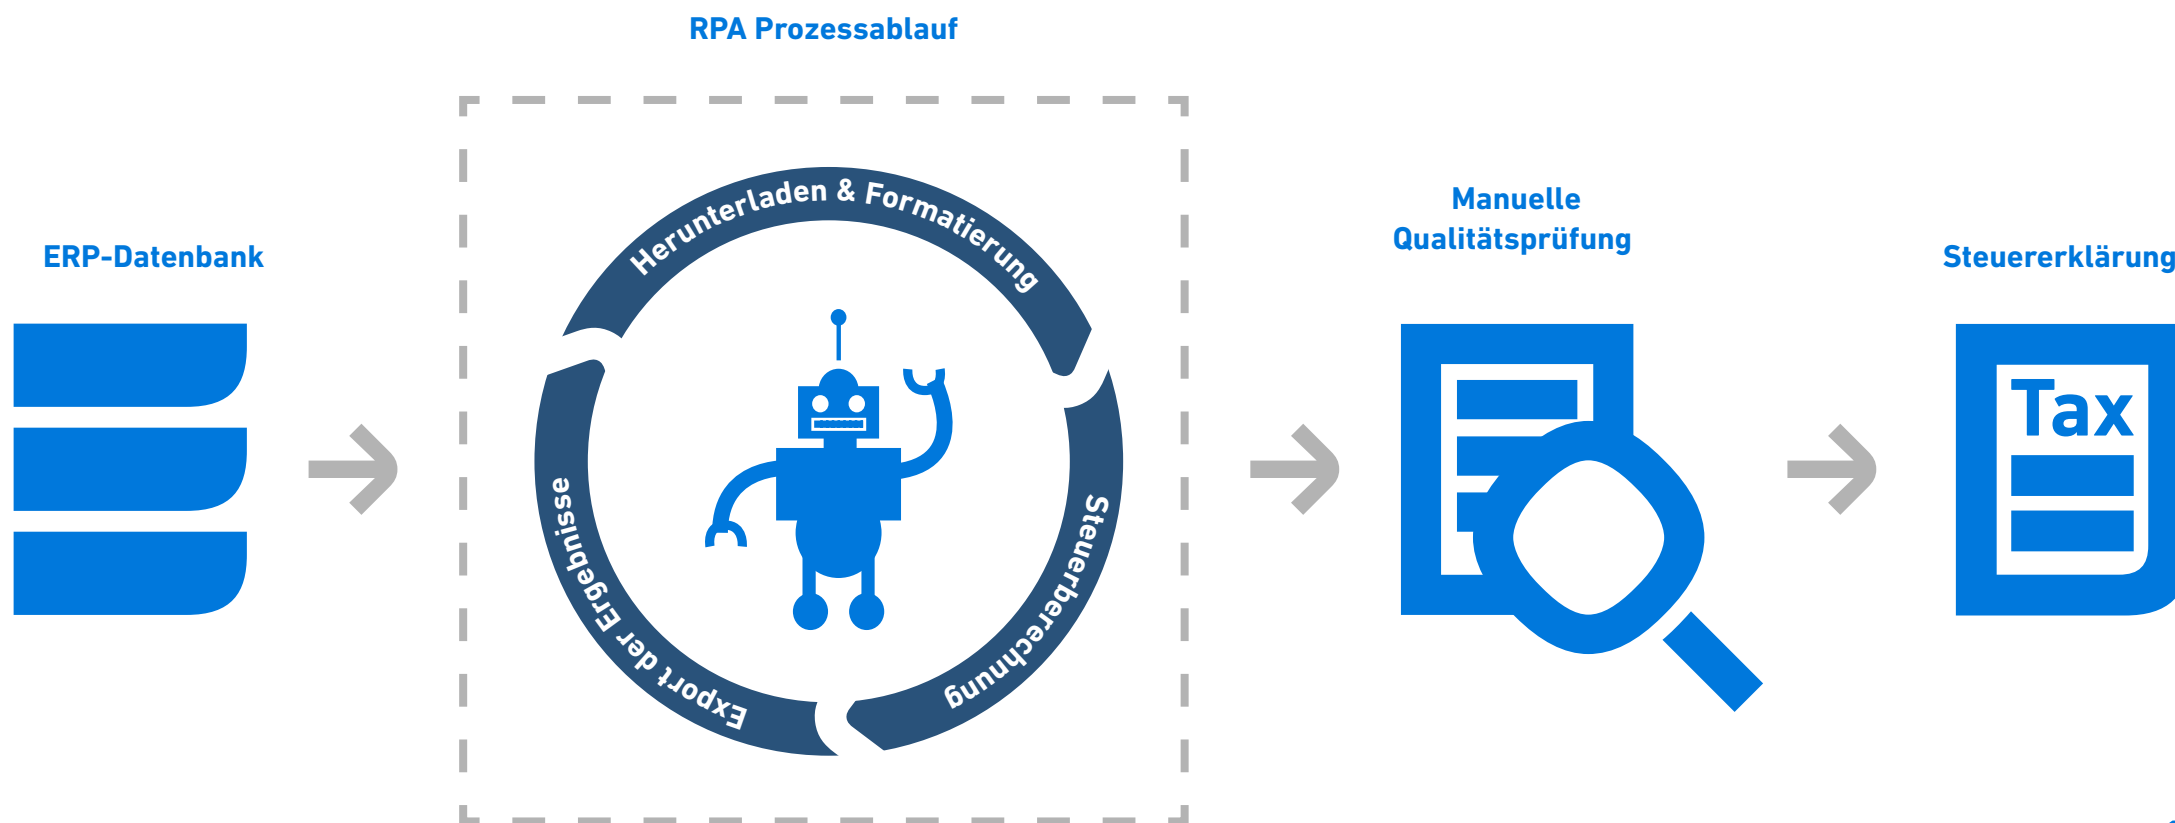 RPA Prozessablauf
ERP-Datenbank
Herunterladen & Formatierung
Steuerberechnung
Export der Ergebnisse
Manuelle
Qualitätsprüfung
Steuererklärung
Tax